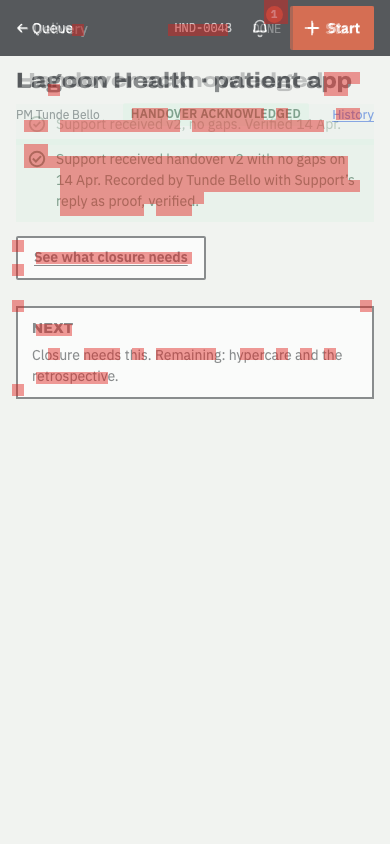 ← Queue HND-0048 1 DONE Start
Lagoon Health · patient app
PM Tunde Bello HANDOVER ACKNOWLEDGED History
Support received v2, no gaps. Verified 14 Apr.
Support received handover v2 with no gaps on
14 Apr. Recorded by Tunde Bello with Support's
reply as proof, verified.
See what closure needs
NEXT
Closure needs this. Remaining: hypercare and the
retrospective.